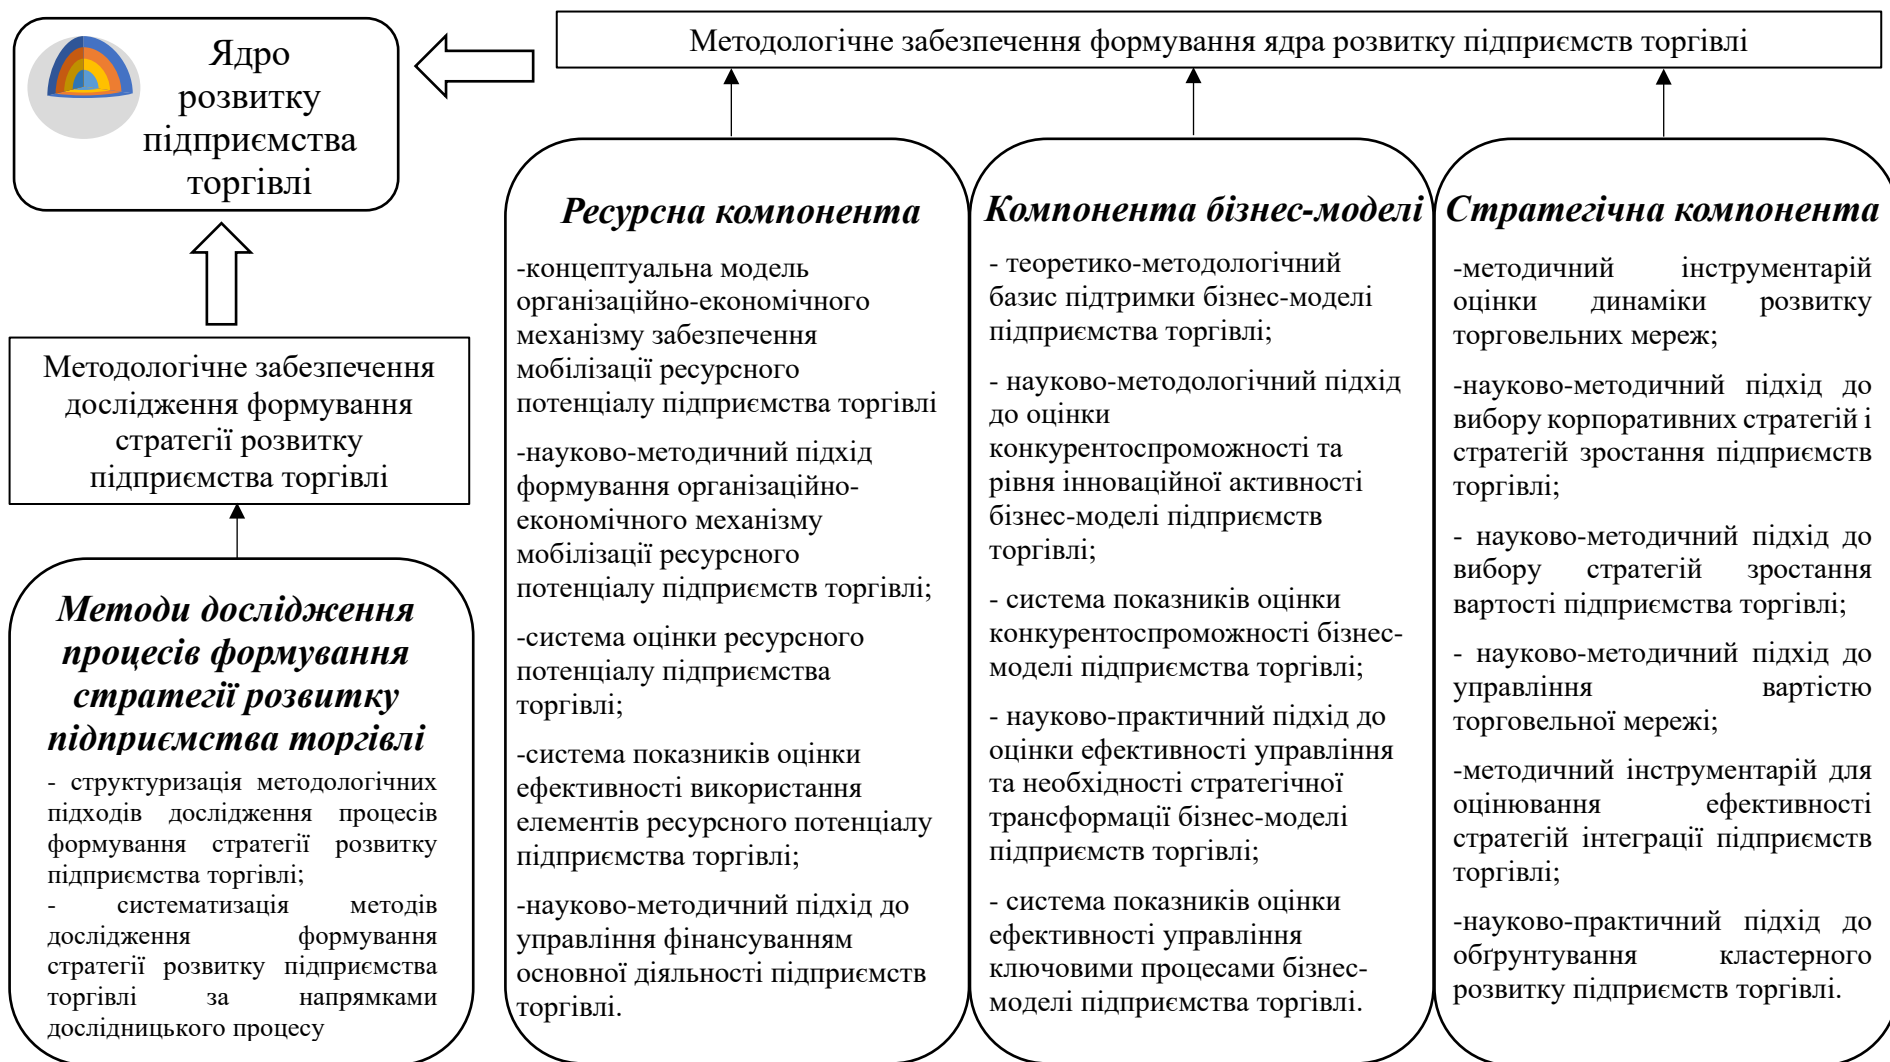 Ядро
розвитку
підприємства
торгівлі
Методологічне забезпечення формування ядра розвитку підприємств торгівлі
Методологічне забезпечення
дослідження формування
стратегії розвитку
підприємства торгівлі
Методи дослідження
процесів формування
стратегії розвитку
підприємства торгівлі
- структуризація методологічних
підходів дослідження процесів
формування стратегії розвитку
підприємства торгівлі;
- систематизація методів
дослідження формування
стратегії розвитку підприємства
торгівлі за напрямками
дослідницького процесу
Ресурсна компонента
-концептуальна модель
організаційно-економічного
механізму забезпечення
мобілізації ресурсного
потенціалу підприємства торгівлі
-науково-методичний підхід
формування організаційно-
економічного механізму
мобілізації ресурсного
потенціалу підприємств торгівлі;
-система оцінки ресурсного
потенціалу підприємства
торгівлі;
-система показників оцінки
ефективності використання
елементів ресурсного потенціалу
підприємства торгівлі;
-науково-методичний підхід до
управління фінансуванням
основної діяльності підприємств
торгівлі.
Компонента бізнес-моделі
- теоретико-методологічний
базис підтримки бізнес-моделі
підприємства торгівлі;
- науково-методологічний підхід
до оцінки
конкурентоспроможності та
рівня інноваційної активності
бізнес-моделі підприємств
торгівлі;
- система показників оцінки
конкурентоспроможності бізнес-
моделі підприємства торгівлі;
- науково-практичний підхід до
оцінки ефективності управління
та необхідності стратегічної
трансформації бізнес-моделі
підприємств торгівлі;
- система показників оцінки
ефективності управління
ключовими процесами бізнес-
моделі підприємства торгівлі.
Стратегічна компонента
-методичний інструментарій
оцінки динаміки розвитку
торговельних мереж;
-науково-методичний підхід до
вибору корпоративних стратегій і
стратегій зростання підприємств
торгівлі;
- науково-методичний підхід до
вибору стратегій зростання
вартості підприємства торгівлі;
- науково-методичний підхід до
управління вартістю
торговельної мережі;
-методичний інструментарій для
оцінювання ефективності
стратегій інтеграції підприємств
торгівлі;
-науково-практичний підхід до
обґрунтування кластерного
розвитку підприємств торгівлі.